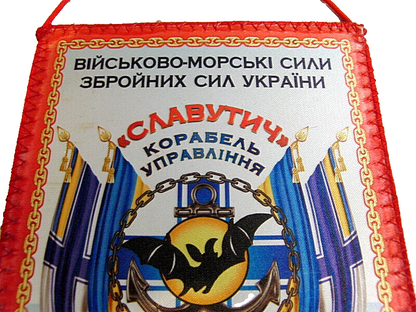 ВІЙСЬКОВО-МОРСЬКІ СИЛИ
ЗБРОЙНИХ СИЛ УКРАЇНИ
«СЛАВУТИЧ»
КОРАБЕЛЬ
УПРАВЛІННЯ